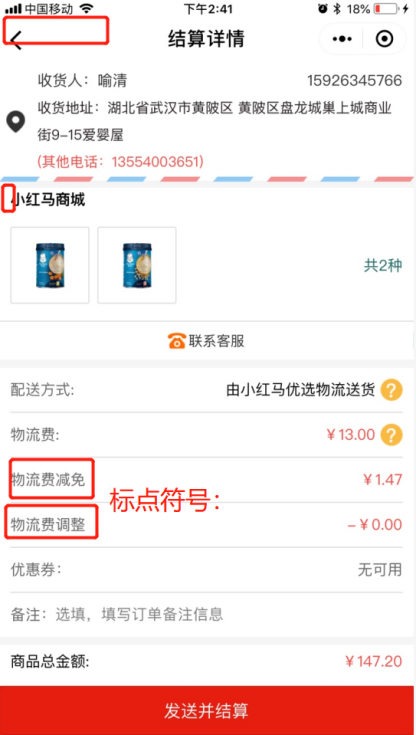 中国移动 下午2:41 18%
结算详情
收货人：喻清 15926345766
收货地址：湖北省武汉市黄陂区 黄陂区盘龙城巢上城商业
街9-15爱婴屋
(其他电话：13554003651)
小红马商城
共2种
联系客服
配送方式: 由小红马优选物流送货 ?
物流费: ￥13.00 ?
物流费减免 ￥1.47
标点符号：
物流费调整 -￥0.00
优惠券: 无可用
备注：选填，填写订单备注信息
商品总金额: ￥147.20
发送并结算